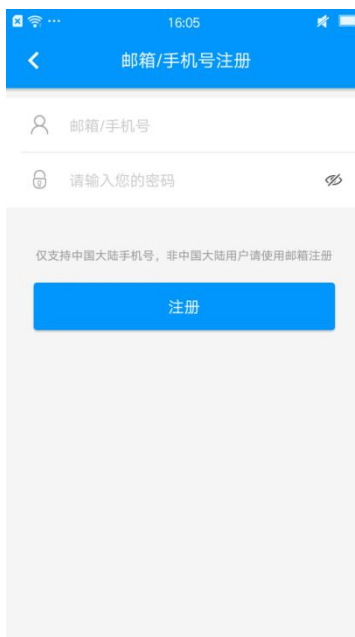 16:05
邮箱/手机号注册
邮箱/手机号
请输入您的密码
仅支持中国大陆手机号，非中国大陆用户请使用邮箱注册
注册